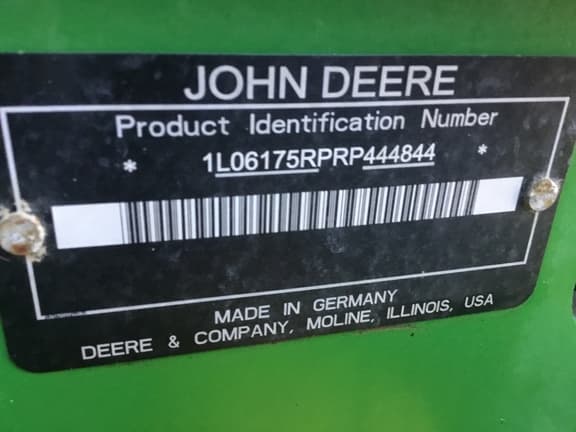 JOHN DEERE
Product Identification Number
* 1L06175RPRP444844 *
MADE IN GERMANY
DEERE & COMPANY, MOLINE, ILLINOIS, USA